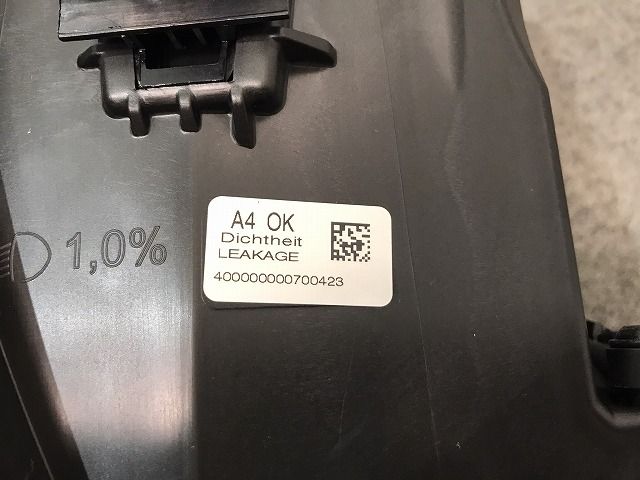 A4 OK
Dichtheit
LEAKAGE
400000000700423
1,0%